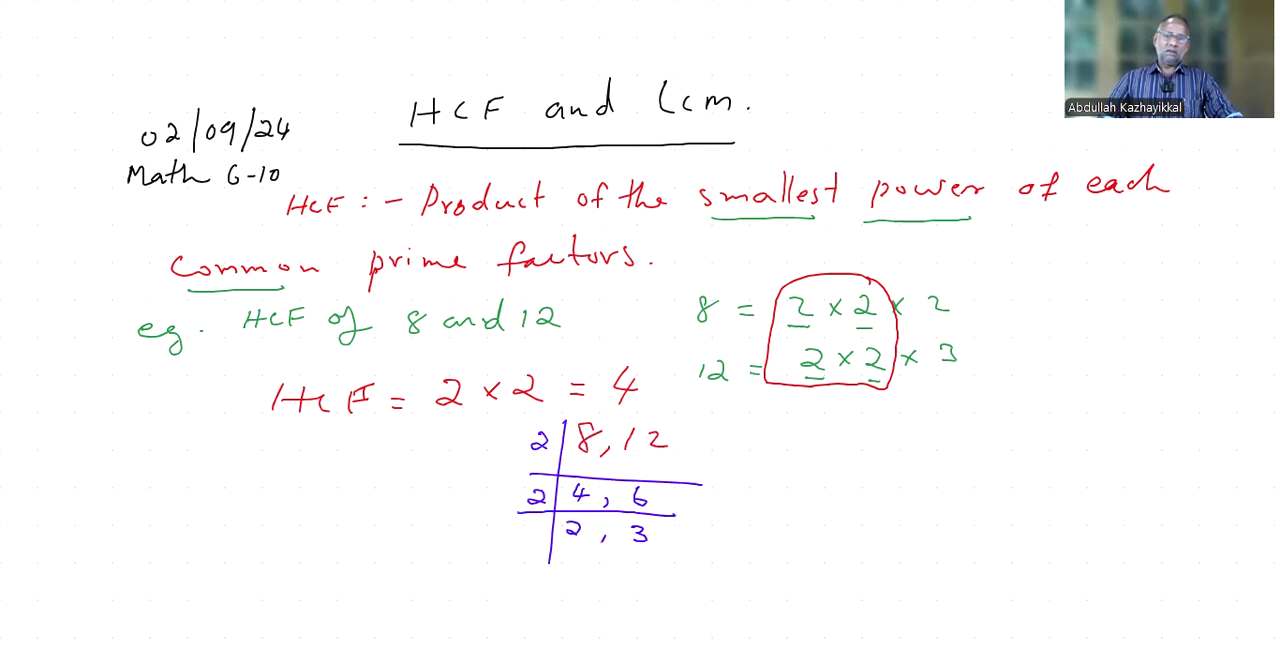 HCF and Lcm.
02/09/24
Math G-10
HCF :- Product of the smallest power of each
Common prime factors.
eg. HCF of 8 and 12
8 = 2 × 2 × 2
12 = 2 × 2 × 3
HCF = 2 × 2 = 4
2 | 8, 12
2 | 4, 6
2, 3
Abdullah Kazhayikkal